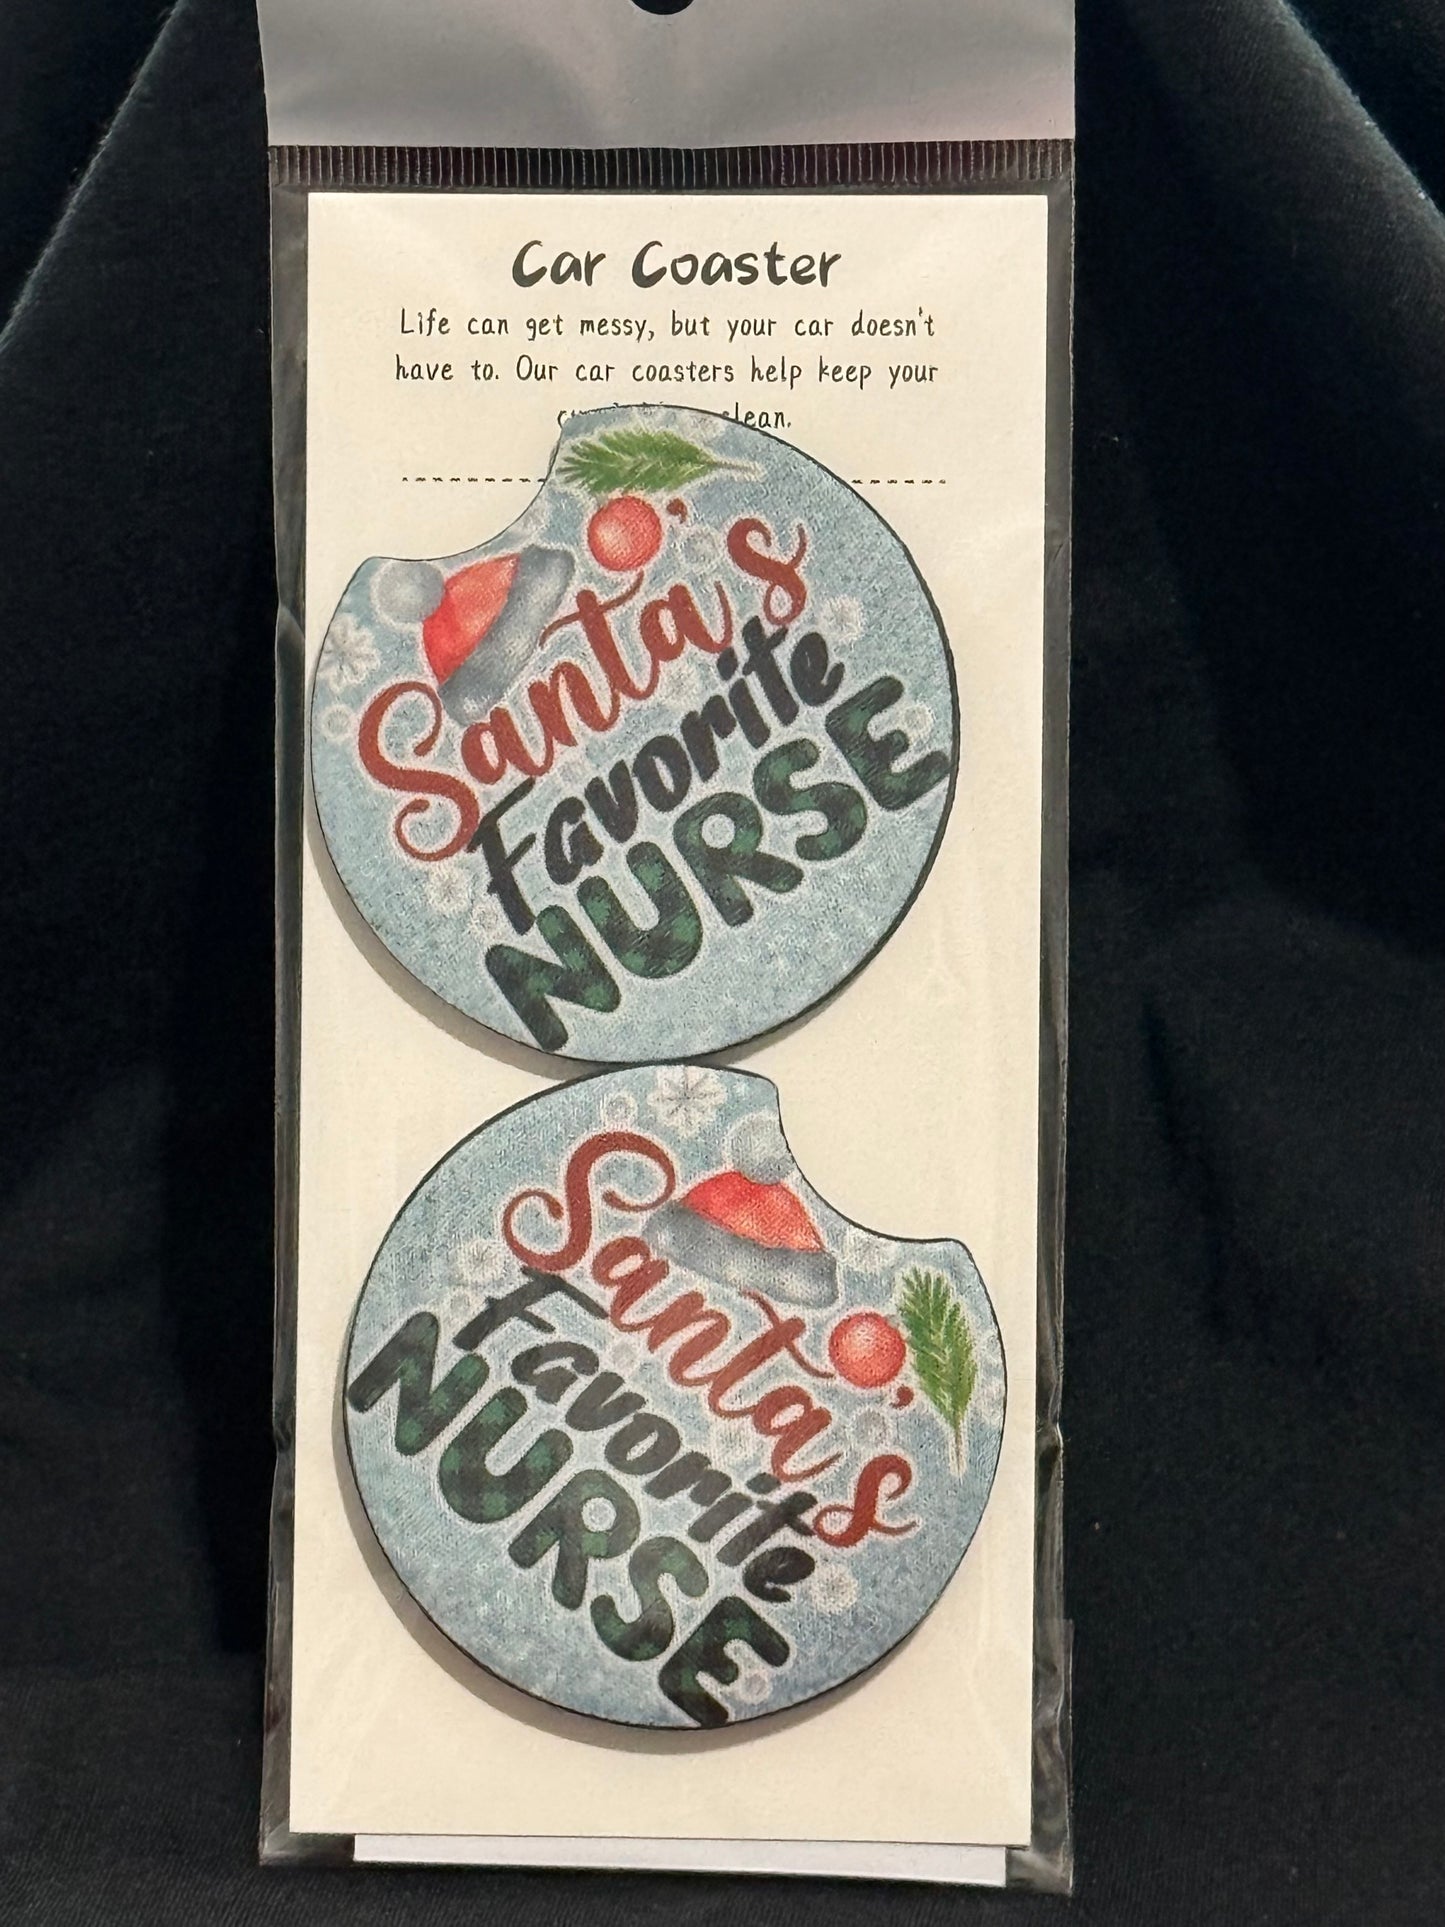 Car Coaster
Life can get messy, but your car doesn't
have to. Our car coasters help keep your
clean.
Santa's
Favorite
NURSE
Santa's
Favorite
NURSE